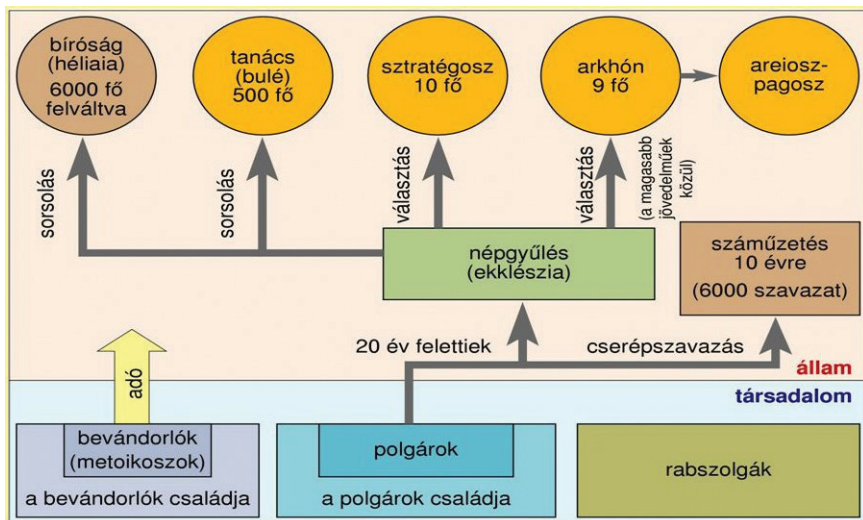 bíróság
(héliaia)
6000 fő
felváltva
tanács
(bulé)
500 fő
sztratégosz
10 fő
arkhón
9 fő
areiosz-
pagosz
sorsolás
sorsolás
választás
választás
(a magasabb
jövedelműek
közül)
népgyűlés
(ekklészia)
száműzetés
10 évre
(6000 szavazat)
20 év felettiek
cserépszavazás
adó
állam
társadalom
bevándorlók
(metoikoszok)
a bevándorlók családja
polgárok
a polgárok családja
rabszolgák